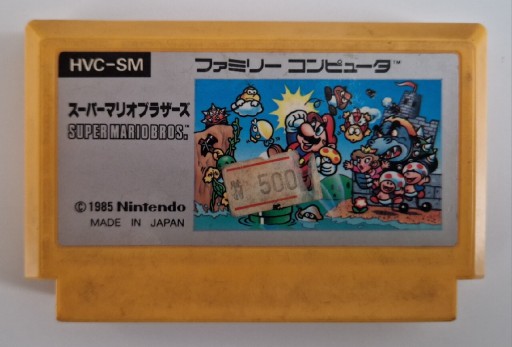 HVC-SM
ファミリー コンピュータ™
スーパーマリオブラザーズ
SUPER MARIO BROS.™
¥ 500
©1985 Nintendo
MADE IN JAPAN